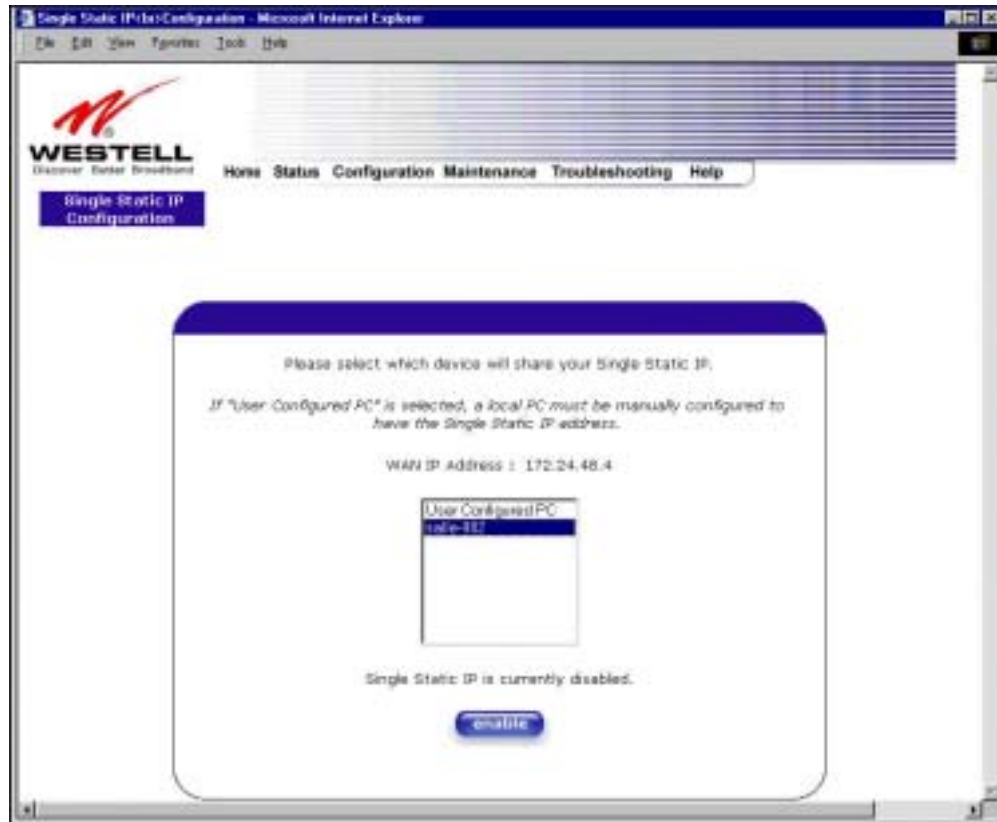 Single Static IP<br>Configuration - Microsoft Internet Explorer
File Edit View Favorites Tools Help
WESTELL
Discover Better Broadband
Home Status Configuration Maintenance Troubleshooting Help
Single Static IP
Configuration
Please select which device will share your Single Static IP.
If "User Configured PC" is selected, a local PC must be manually configured to
have the Single Static IP address.
WAN IP Address : 172.24.48.4
User Configured PC
Single Static IP is currently disabled.
enable